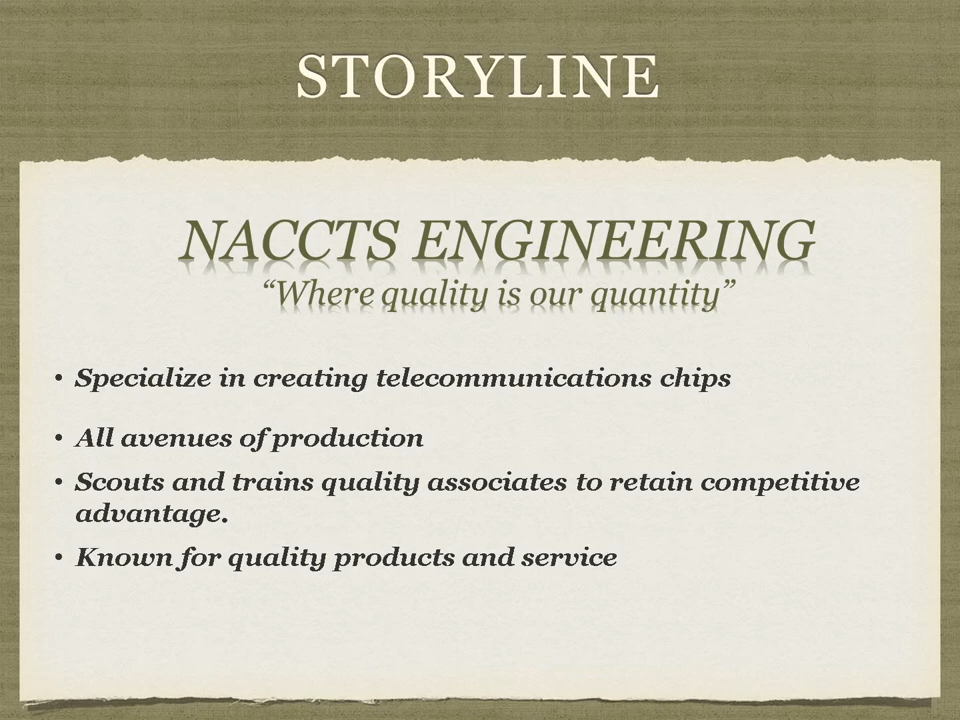 STORYLINE
NACCTS ENGINEERING
“Where quality is our quantity”
• Specialize in creating telecommunications chips
• All avenues of production
• Scouts and trains quality associates to retain competitive
advantage.
• Known for quality products and service